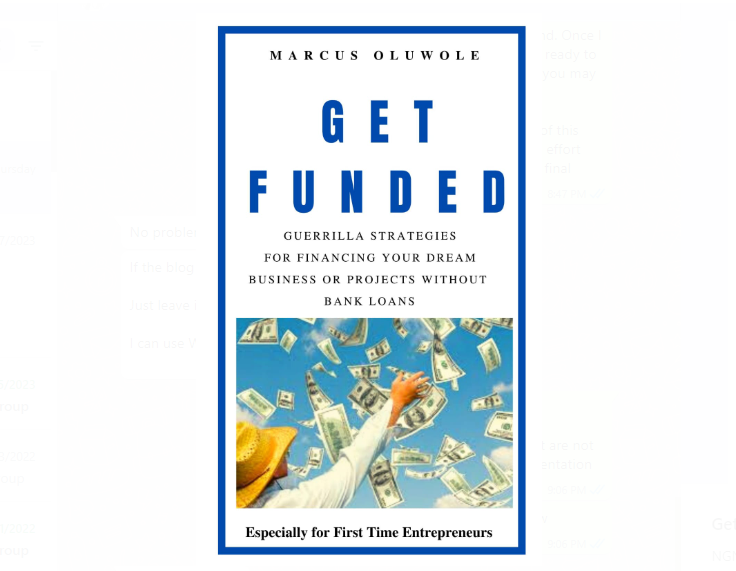 MARCUS OLUWOLE
GET
FUNDED
GUERRILLA STRATEGIES
FOR FINANCING YOUR DREAM
BUSINESS OR PROJECTS WITHOUT
BANK LOANS
Especially for First Time Entrepreneurs
No proble
If the blog
Just leave
I can use W